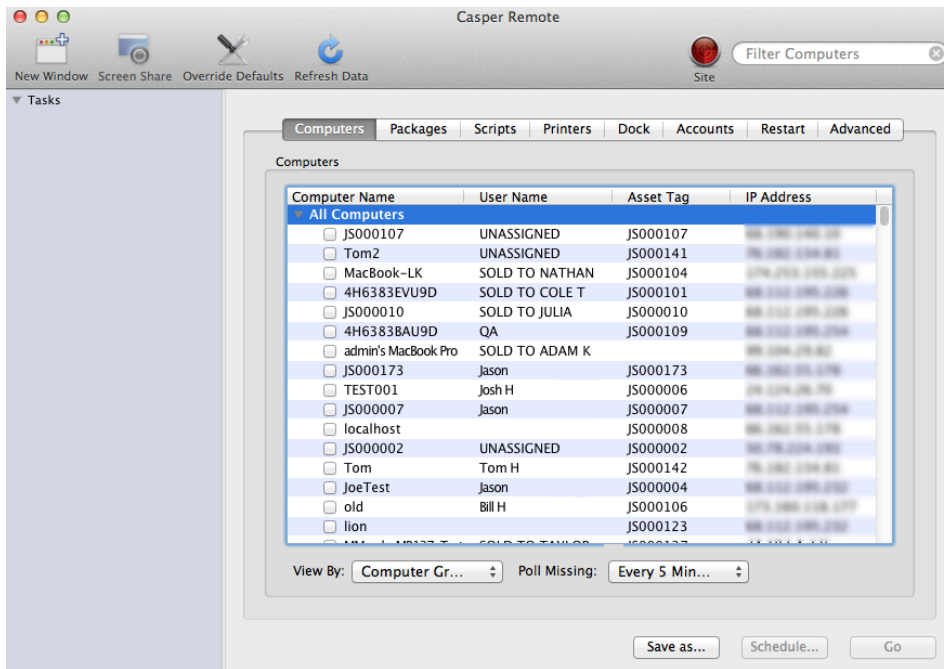 Casper Remote
New Window Screen Share Override Defaults Refresh Data Site Filter Computers
Tasks
Computers Packages Scripts Printers Dock Accounts Restart Advanced
Computers
Computer Name User Name Asset Tag IP Address
All Computers
JS000107 UNASSIGNED JS000107
Tom2 UNASSIGNED JS000141
MacBook-LK SOLD TO NATHAN JS000104
4H6383EVU9D SOLD TO COLE T JS000101
JS000010 SOLD TO JULIA JS000010
4H6383BAU9D QA JS000109
admin's MacBook Pro SOLD TO ADAM K
JS000173 Jason JS000173
TEST001 Josh H JS000006
JS000007 Jason JS000007
localhost JS000008
JS000002 UNASSIGNED JS000002
Tom Tom H JS000142
JoeTest Jason JS000004
old Bill H JS000106
lion JS000123
SOLD TO TAYLOR
View By: Computer Gr... Poll Missing: Every 5 Min...
Save as... Schedule... Go